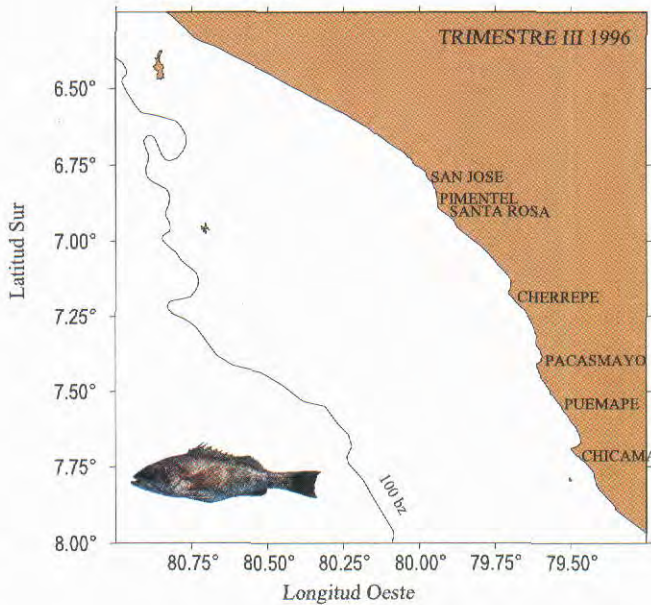 TRIMESTRE III 1996
6.50°
6.75°
SAN JOSE
PIMENTEL
SANTA ROSA
7.00°
Latitud Sur
7.25°
CHERREPE
PACASMAYO
7.50°
PUEMAPE
7.75°
CHICAMA
100 bz
8.00°
80.75° 80.50° 80.25° 80.00° 79.75° 79.50°
Longitud Oeste